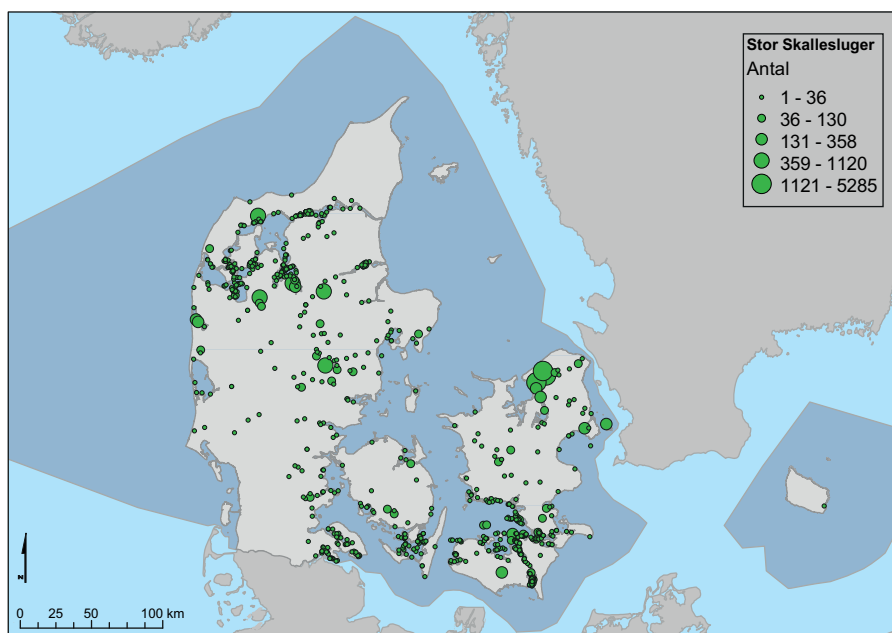 Stor Skallesluger
Antal
1 - 36
36 - 130
131 - 358
359 - 1120
1121 - 5285
N
0 25 50 100 km